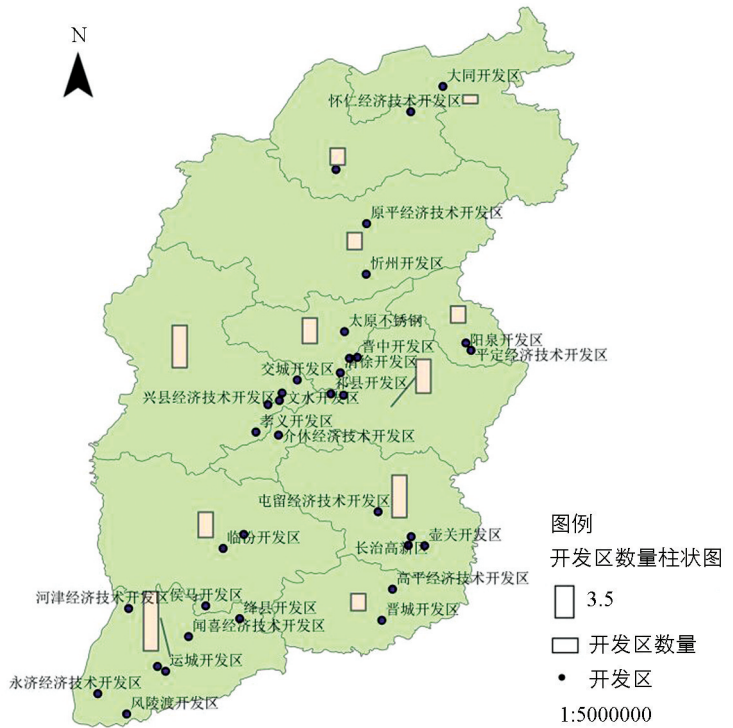 N
大同开发区
怀仁经济技术开发区
原平经济技术开发区
忻州开发区
太原不锈钢
阳泉开发区
晋中开发区
平定经济技术开发区
清徐开发区
交城开发区
祁县开发区
兴县经济技术开发区
文水开发区
孝义开发区
介休经济技术开发区
屯留经济技术开发区
临汾开发区
壶关开发区
长治高新区
高平经济技术开发区
河津经济技术开发区
侯马开发区
绛县开发区
晋城开发区
闻喜经济技术开发区
运城开发区
永济经济技术开发区
风陵渡开发区
图例
开发区数量柱状图
3.5
开发区数量
开发区
1:5000000